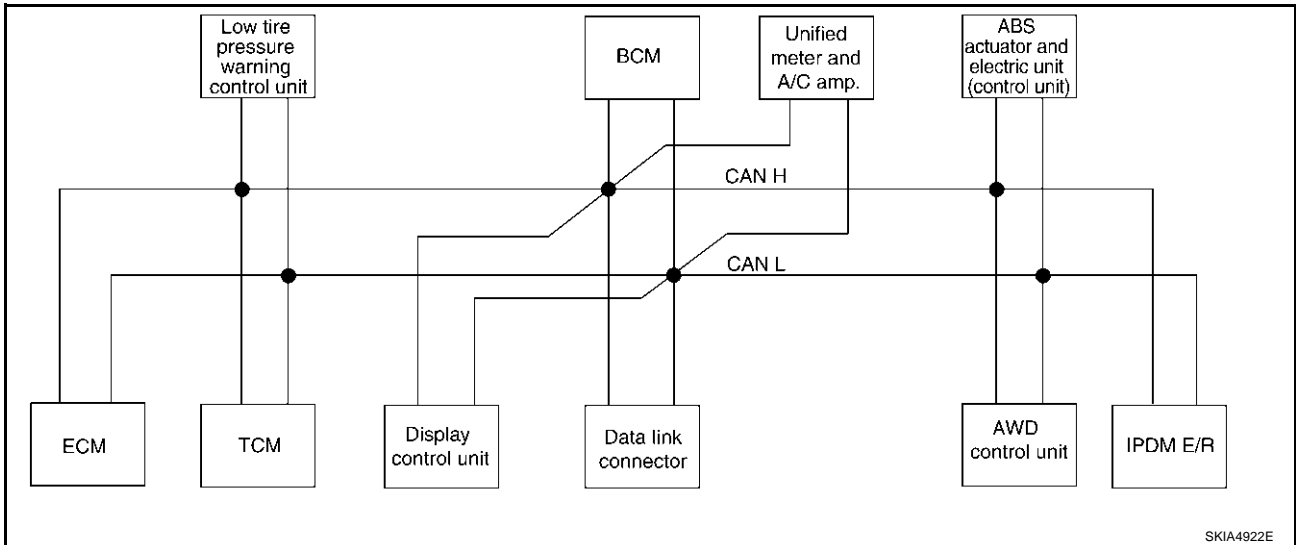 Low tire
pressure
warning
control unit
BCM
Unified
meter and
A/C amp.
ABS
actuator and
electric unit
(control unit)
CAN H
CAN L
ECM
TCM
Display
control unit
Data link
connector
AWD
control unit
IPDM E/R
SKIA4922E